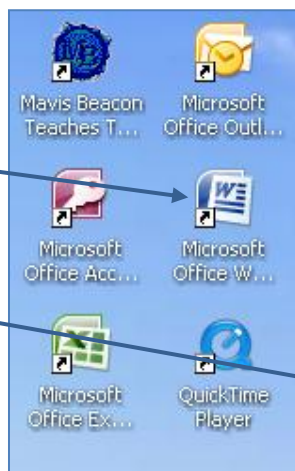 Mavis Beacon
Teaches T...
Microsoft
Office Outl...
Microsoft
Office Acc...
Microsoft
Office W...
Microsoft
Office Ex...
QuickTime
Player